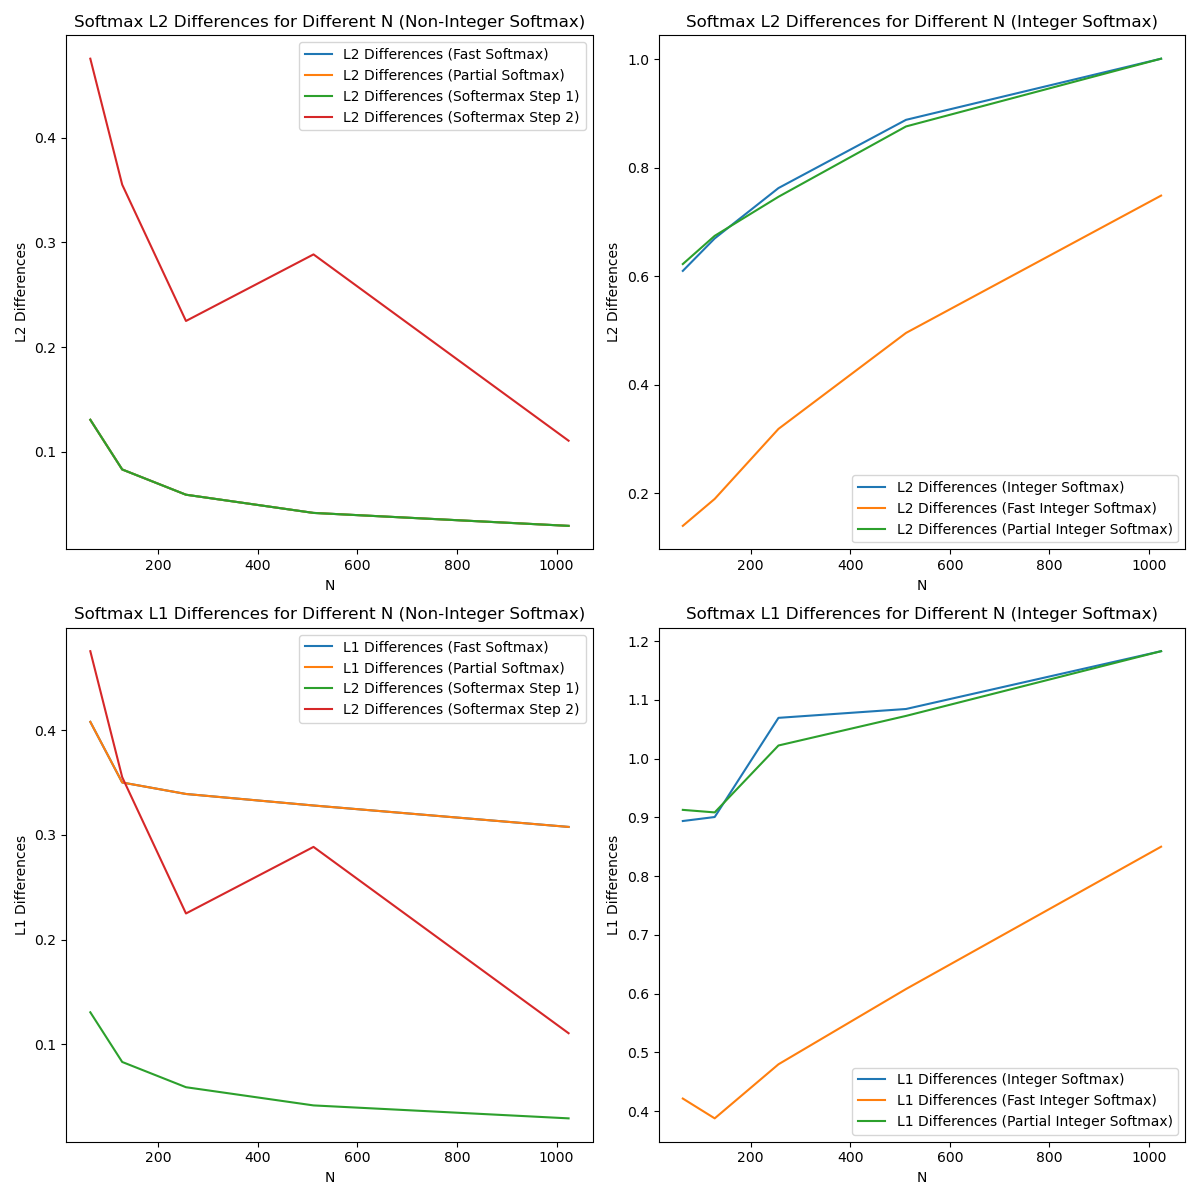 Softmax L2 Differences for Different N (Non-Integer Softmax)
L2 Differences (Fast Softmax)
L2 Differences (Partial Softmax)
L2 Differences (Softermax Step 1)
L2 Differences (Softermax Step 2)
0.4
0.3
0.2
0.1
L2 Differences
200 400 600 800 1000
N
Softmax L2 Differences for Different N (Integer Softmax)
1.0
0.8
0.6
0.4
0.2
L2 Differences
L2 Differences (Integer Softmax)
L2 Differences (Fast Integer Softmax)
L2 Differences (Partial Integer Softmax)
200 400 600 800 1000
N
Softmax L1 Differences for Different N (Non-Integer Softmax)
L1 Differences (Fast Softmax)
L1 Differences (Partial Softmax)
L2 Differences (Softermax Step 1)
L2 Differences (Softermax Step 2)
0.4
0.3
0.2
0.1
L1 Differences
200 400 600 800 1000
N
Softmax L1 Differences for Different N (Integer Softmax)
1.2
1.1
1.0
0.9
0.8
0.7
0.6
0.5
0.4
L1 Differences
L1 Differences (Integer Softmax)
L1 Differences (Fast Integer Softmax)
L1 Differences (Partial Integer Softmax)
200 400 600 800 1000
N